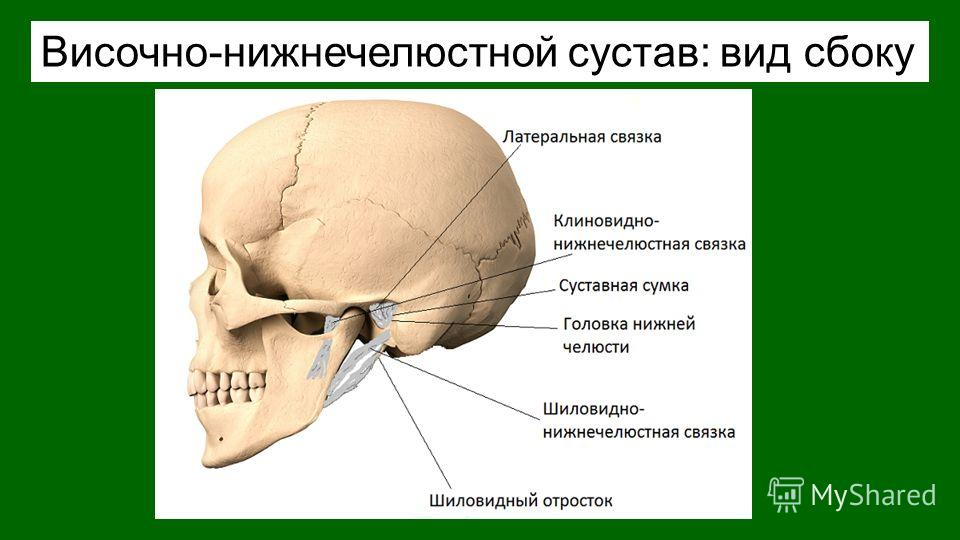 Височно-нижнечелюстной сустав: вид сбоку
Латеральная связка
Клиновидно-
нижнечелюстная связка
Суставная сумка
Головка нижней
челюсти
Шиловидно-
нижнечелюстная связка
Шиловидный отросток
MyShared